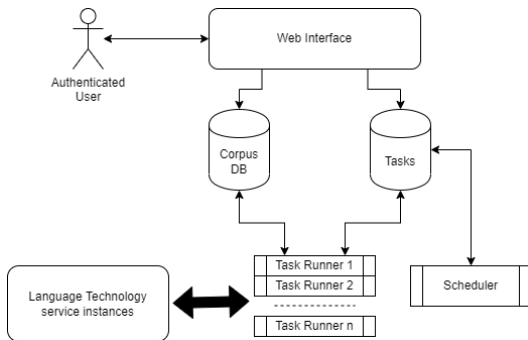 Web Interface
Authenticated
User
Corpus
DB
Tasks
Task Runner 1
Task Runner 2
Task Runner n
Scheduler
Language Technology
service instances